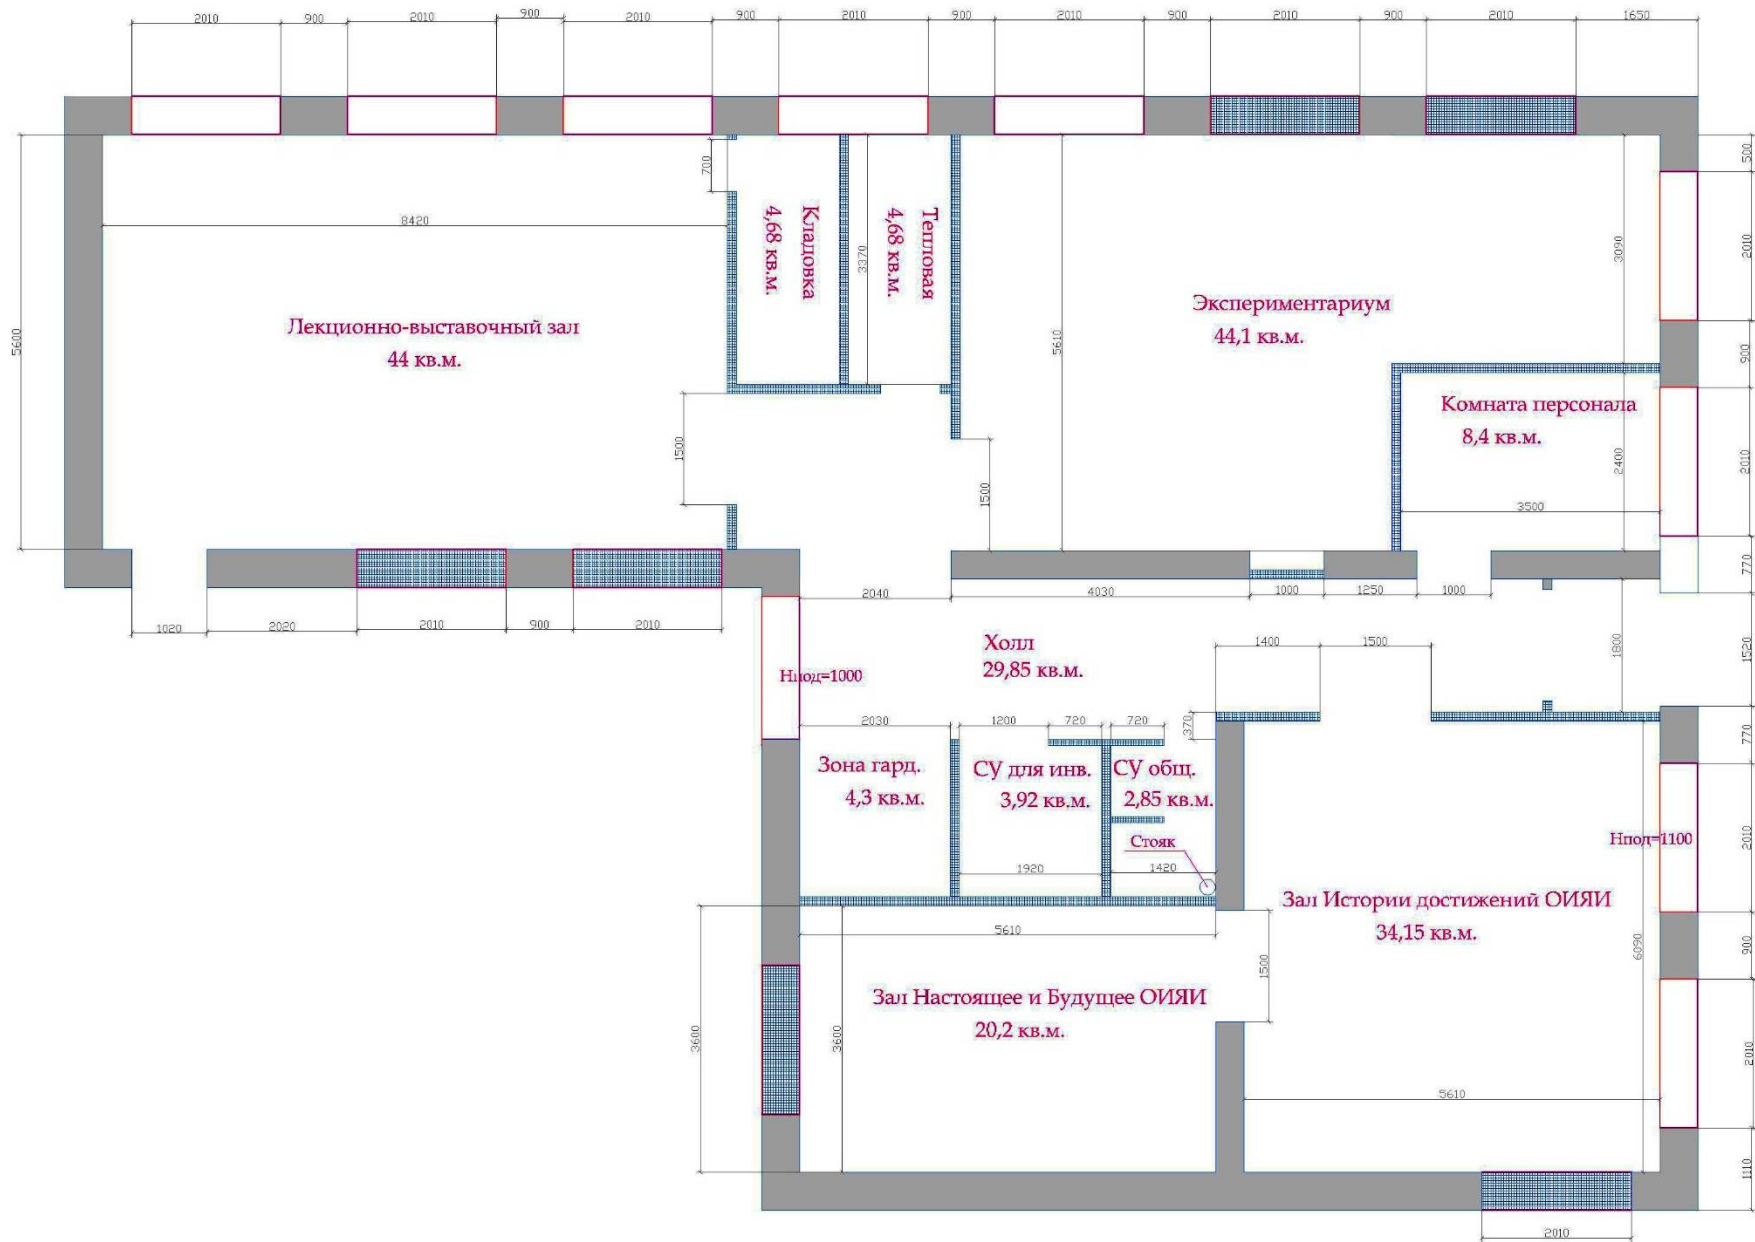 2010 900 2010 900 2010 900 2010 900 2010 900 2010 900 2010 1650
5600
8420
700
Кладовка
4,68 кв.м.
3370
Тепловая
4,68 кв.м.
5610
3090
500
2010
900
2010
770
1520
770
2010
900
2010
1110
Лекционно-выставочный зал
44 кв.м.
Экспериментариум
44,1 кв.м.
Комната персонала
8,4 кв.м.
2400
3500
1500
1500
1020 2020 2010 900 2010
2040 4030 1000 1250 1000
Холл
29,85 кв.м.
1400 1500
1800
Нпод=1000
2030 1200 720 720
370
Зона гард.
4,3 кв.м.
СУ для инв.
3,92 кв.м.
СУ общ.
2,85 кв.м.
Стояк
1920 1420
Нпод=1100
Зал Истории достижений ОИЯИ
34,15 кв.м.
5610
1500
6090
3600
3600
Зал Настоящее и Будущее ОИЯИ
20,2 кв.м.
5610
2010